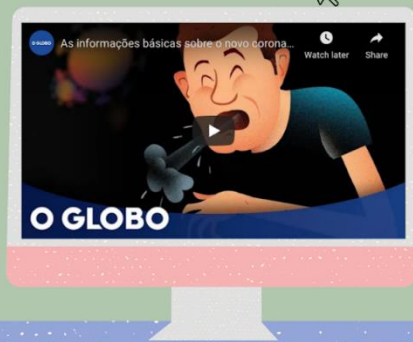 O GLOBO
As informações básicas sobre o novo corona...
Watch later
Share
O GLOBO